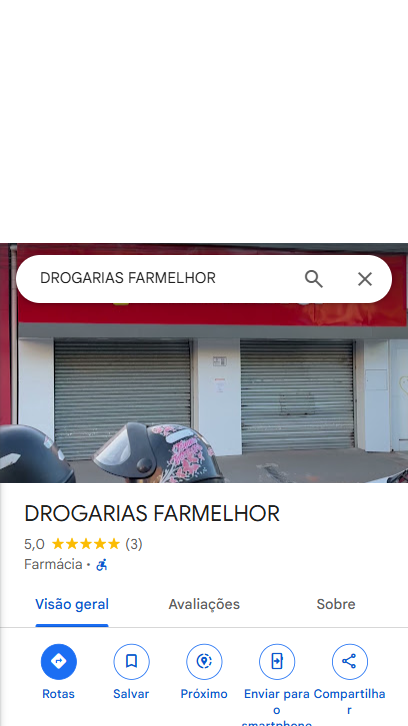 DROGARIAS FARMELHOR
DROGARIAS FARMELHOR
5,0 (3)
Farmácia ·
Visão geral Avaliações Sobre
Rotas Salvar Próximo Enviar para o smartphone Compartilhar